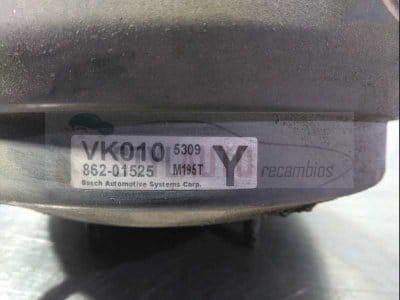 VK010 5309
862-01525 M195T Y
Bosch Automotive Systems Corp.
recambios